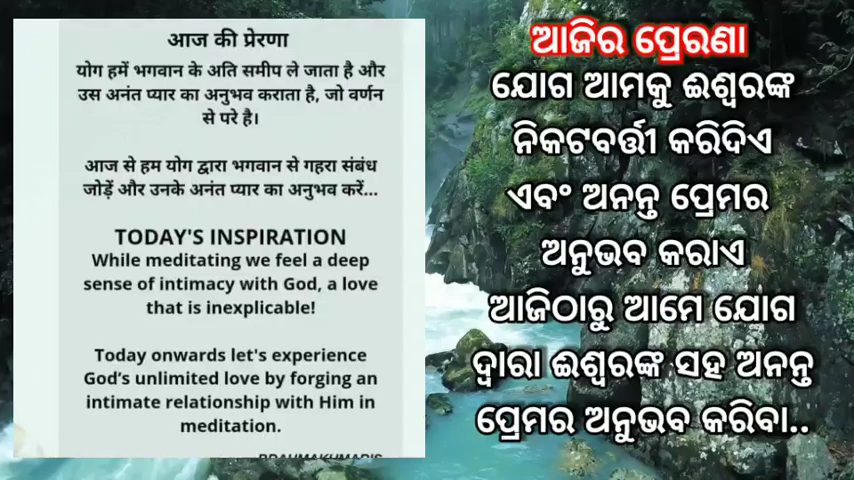 आज की प्रेरणा
योग हमें भगवान के अति समीप ले जाता है और
उस अनंत प्यार का अनुभव कराता है, जो वर्णन
से परे है।
आज से हम योग द्वारा भगवान से गहरा संबंध
जोड़ें और उनके अनंत प्यार का अनुभव करें...
TODAY'S INSPIRATION
While meditating we feel a deep
sense of intimacy with God, a love
that is inexplicable!
Today onwards let's experience
God's unlimited love by forging an
intimate relationship with Him in
meditation.
ଆଜିର ପ୍ରେରଣା
ଯୋଗ ଆମକୁ ଈଶ୍ୱରଙ୍କ
ନିକଟବର୍ତ୍ତୀ କରିଦିଏ
ଏବଂ ଅନନ୍ତ ପ୍ରେମର
ଅନୁଭବ କରାଏ
ଆଜିଠାରୁ ଆମେ ଯୋଗ
ଦ୍ୱାରା ଈଶ୍ୱରଙ୍କ ସହ ଅନନ୍ତ
ପ୍ରେମର ଅନୁଭବ କରିବା..